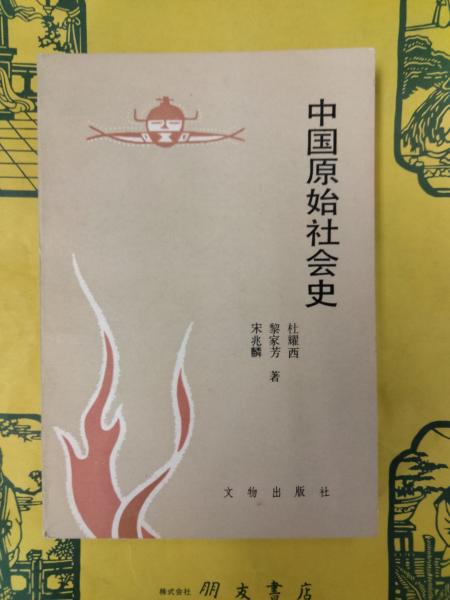 中国原始社会史
杜耀西
黎家芳 著
宋兆麟
文物出版社
株式会社 朋友書店